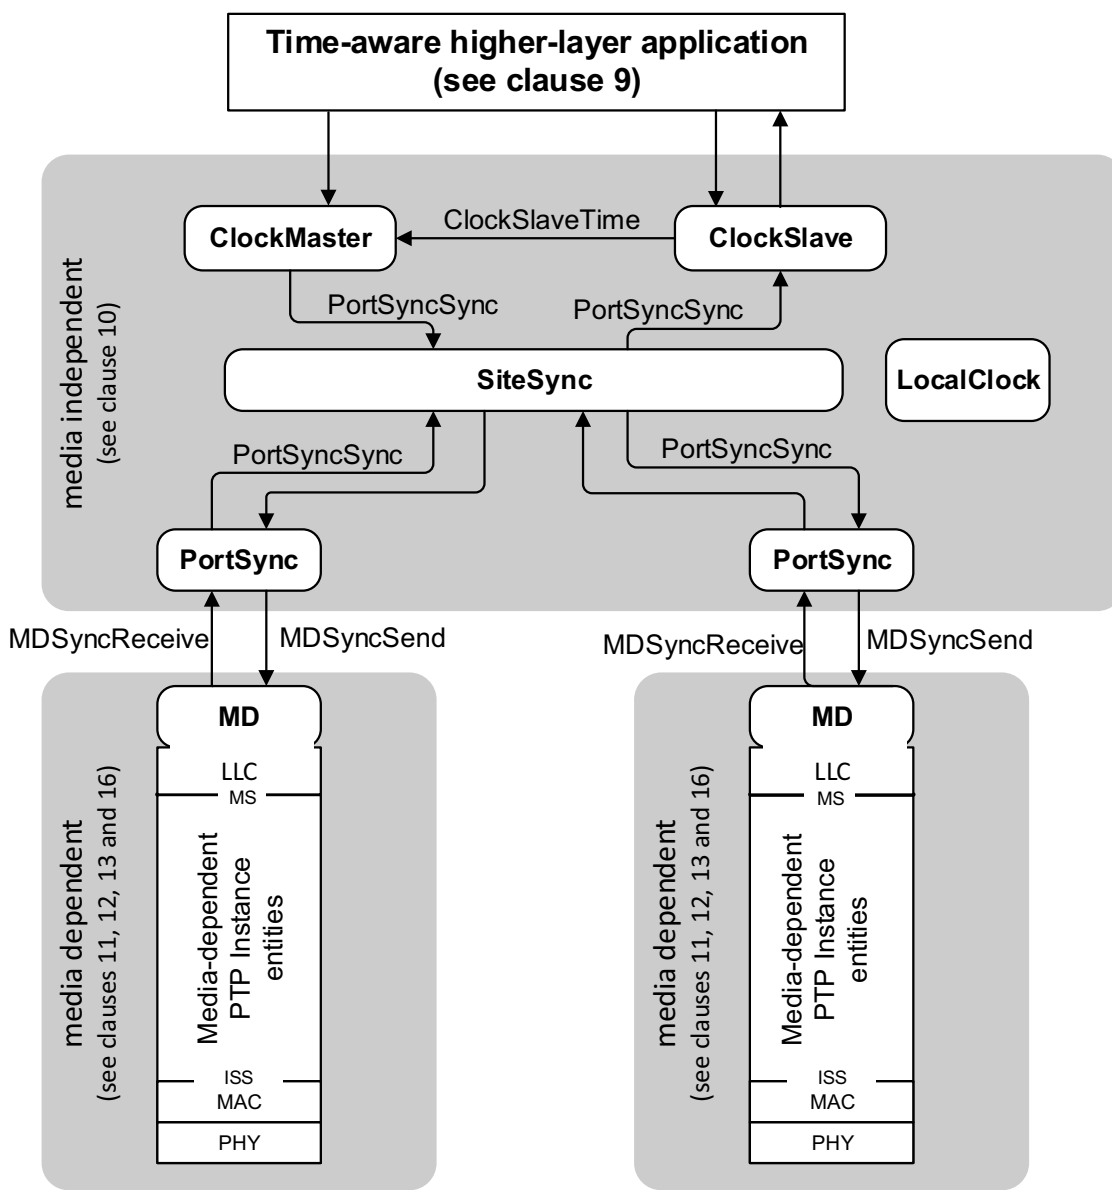 Time-aware higher-layer application
(see clause 9)
media independent
(see clause 10)
ClockMaster
ClockSlaveTime
ClockSlave
PortSyncSync
PortSyncSync
SiteSync
LocalClock
PortSyncSync
PortSyncSync
PortSync
PortSync
MDSyncReceive
MDSyncSend
MDSyncReceive
MDSyncSend
media dependent
(see clauses 11, 12, 13 and 16)
MD
LLC
MS
Media-dependent
PTP Instance
entities
ISS
MAC
PHY
media dependent
(see clauses 11, 12, 13 and 16)
MD
LLC
MS
Media-dependent
PTP Instance
entities
ISS
MAC
PHY